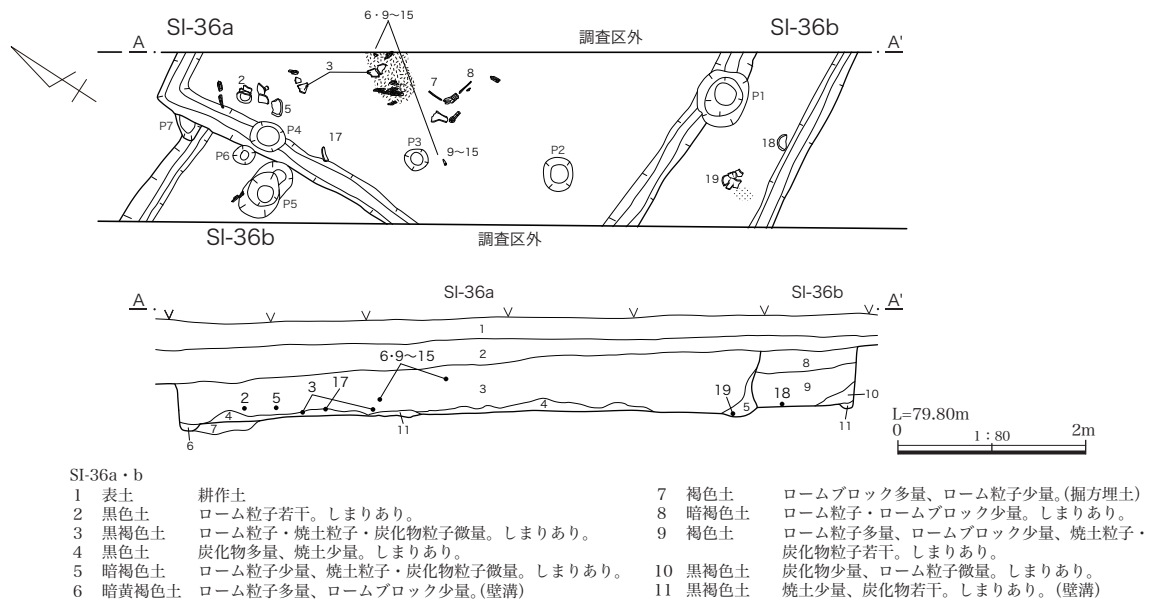 6・9〜15
SI-36a
SI-36b
A
調査区外
A'
3
2
7
8
5
P1
P7
P4
17
P6
P3
9〜15
P2
18
19
P5
SI-36b
調査区外
SI-36a
SI-36b
A
A'
1
6・9〜15
2
8
3
17
3
2
5
19
18
9
10
4
4
5
7
11
11
6
L=79.80m
0
1：80
2m
SI-36a・b
1 表土 耕作土
2 黒色土 ローム粒子若干。しまりあり。
3 黒褐色土 ローム粒子・焼土粒子・炭化物粒子微量。しまりあり。
4 黒色土 炭化物多量、焼土少量。しまりあり。
5 暗褐色土 ローム粒子少量、焼土粒子・炭化物粒子微量。しまりあり。
6 暗黄褐色土 ローム粒子多量、ロームブロック少量。(壁溝)
7 褐色土 ロームブロック多量、ローム粒子少量。(掘方埋土)
8 暗褐色土 ローム粒子・ロームブロック少量。しまりあり。
9 褐色土 ローム粒子多量、ロームブロック少量、焼土粒子・
炭化物粒子若干。しまりあり。
10 黒褐色土 炭化物少量、ローム粒子微量。しまりあり。
11 黒褐色土 焼土少量、炭化物若干。しまりあり。(壁溝)